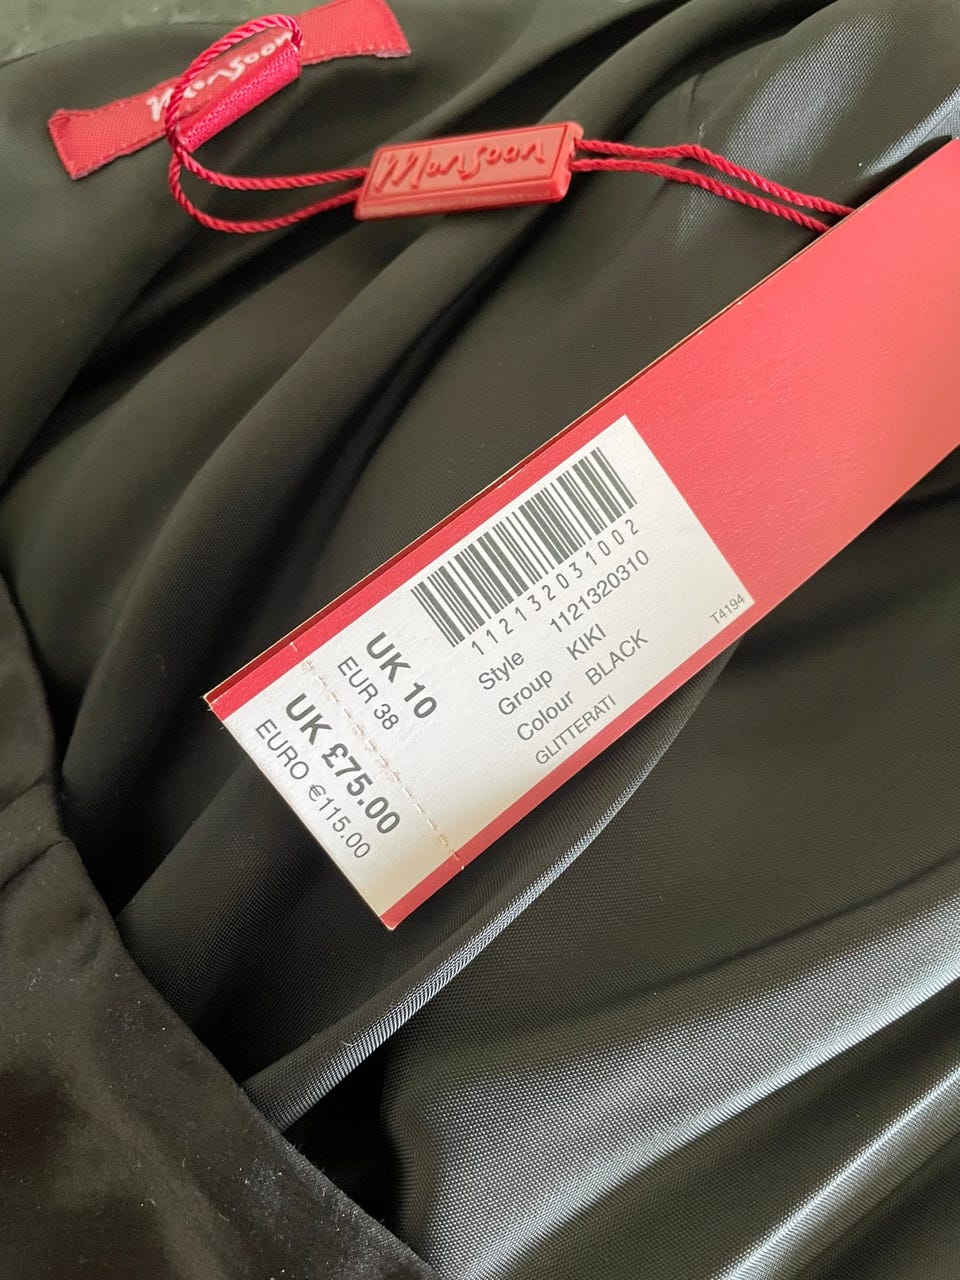 Monsoon
Monsoon
112132031002
Style 1121320310
Group KIKI
Colour BLACK
GLITTERATI
T4194
UK 10
EUR 38
UK £75.00
EURO €115.00